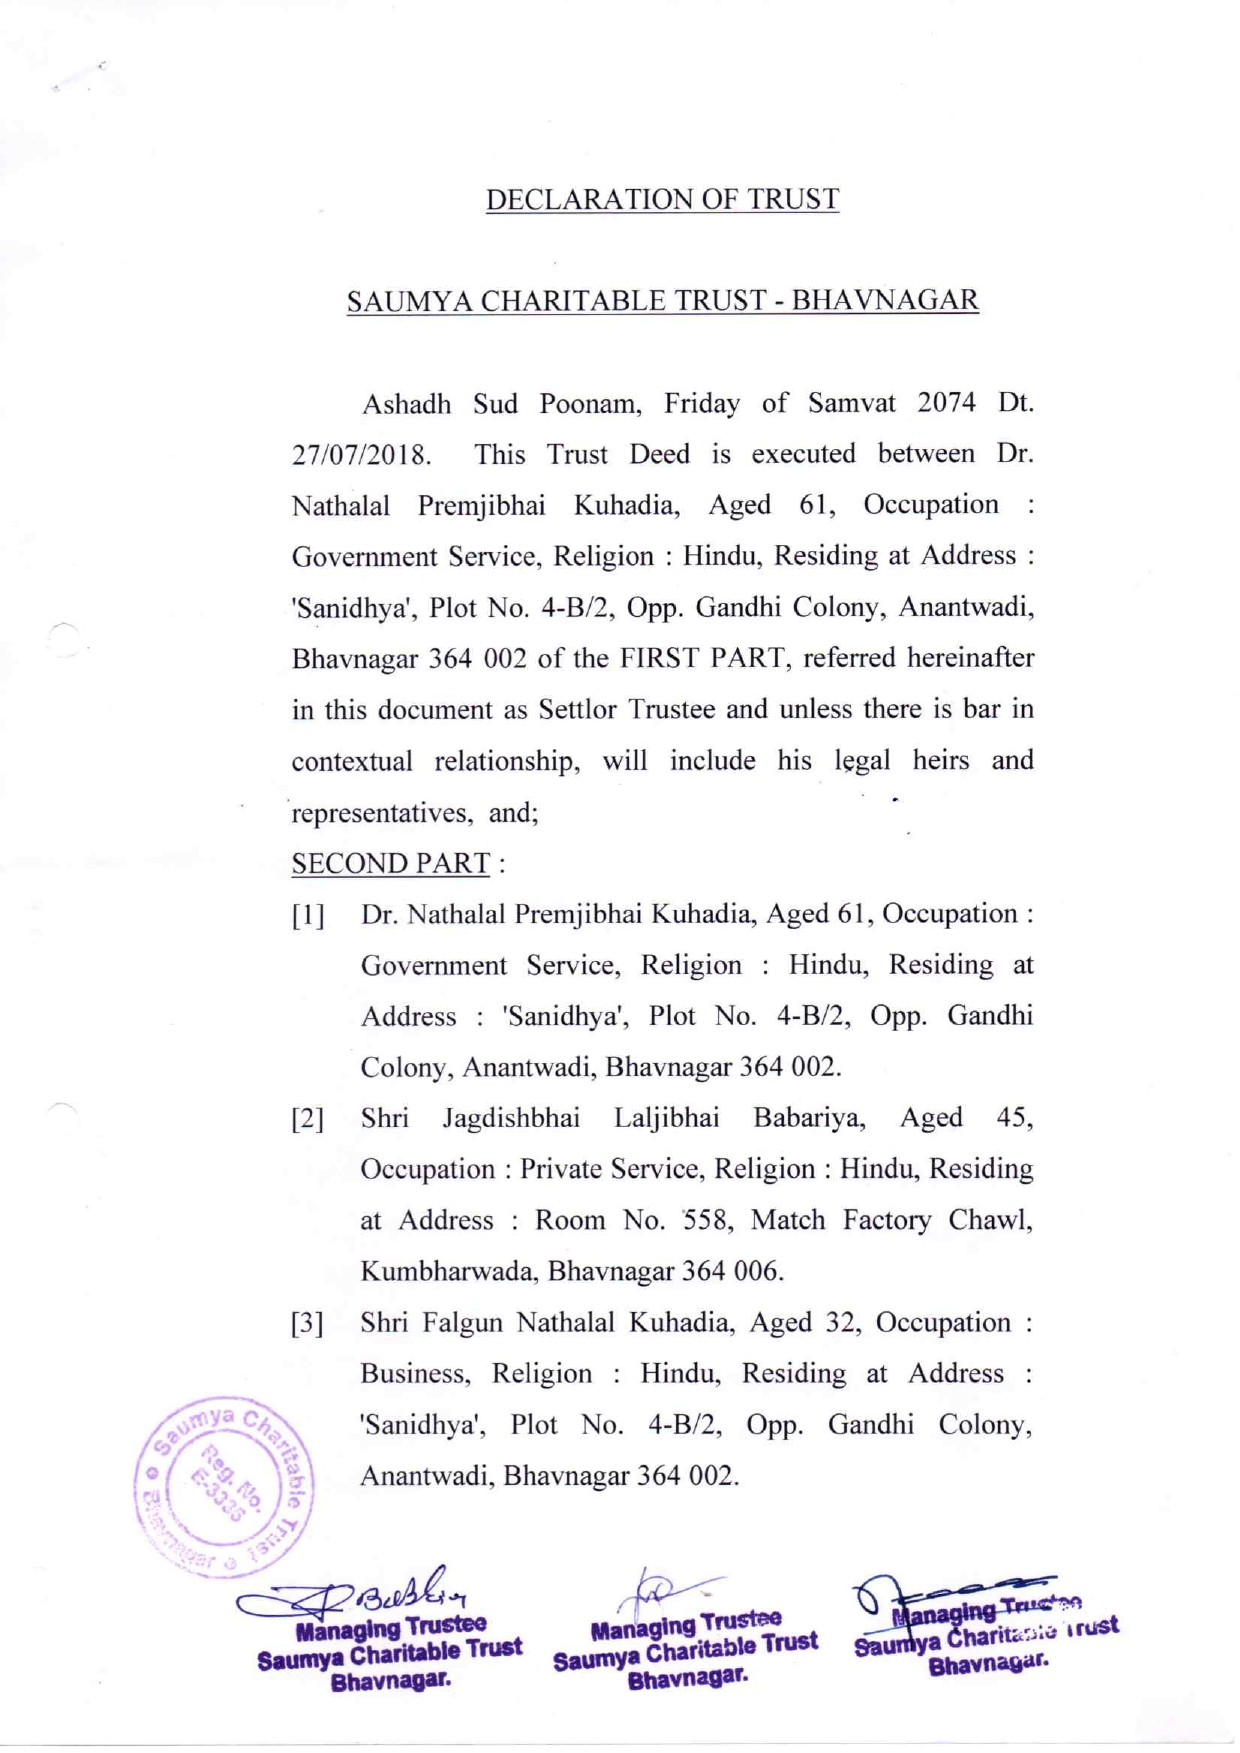 DECLARATION OF TRUST
SAUMYA CHARITABLE TRUST - BHAVNAGAR
Ashadh Sud Poonam, Friday of Samvat 2074 Dt.
27/07/2018. This Trust Deed is executed between Dr.
Nathalal Premjibhai Kuhadia, Aged 61, Occupation :
Government Service, Religion : Hindu, Residing at Address :
'Sanidhya', Plot No. 4-B/2, Opp. Gandhi Colony, Anantwadi,
Bhavnagar 364 002 of the FIRST PART, referred hereinafter
in this document as Settlor Trustee and unless there is bar in
contextual relationship, will include his legal heirs and
representatives, and;
SECOND PART :
[1] Dr. Nathalal Premjibhai Kuhadia, Aged 61, Occupation :
Government Service, Religion : Hindu, Residing at
Address : 'Sanidhya', Plot No. 4-B/2, Opp. Gandhi
Colony, Anantwadi, Bhavnagar 364 002.
[2] Shri Jagdishbhai Laljibhai Babariya, Aged 45,
Occupation : Private Service, Religion : Hindu, Residing
at Address : Room No. 558, Match Factory Chawl,
Kumbharwada, Bhavnagar 364 006.
[3] Shri Falgun Nathalal Kuhadia, Aged 32, Occupation :
Business, Religion : Hindu, Residing at Address :
'Sanidhya', Plot No. 4-B/2, Opp. Gandhi Colony,
Anantwadi, Bhavnagar 364 002.
Saumya Charitable Trust
Bhavnagar
Reg. No.
E-3335
Managing Trustee
Saumya Charitable Trust
Bhavnagar.
Managing Trustee
Saumya Charitable Trust
Bhavnagar.
Managing Trustee
Saumya Charitable Trust
Bhavnagar.